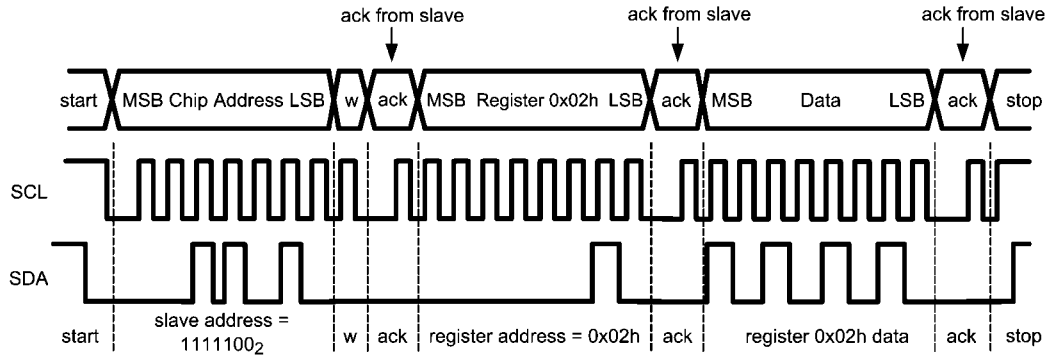 ack from slave ack from slave ack from slave
start MSB Chip Address LSB w ack MSB Register 0x02h LSB ack MSB Data LSB ack stop
SCL
SDA
start slave address = w ack register address = 0x02h ack register 0x02h data ack stop
1111100₂